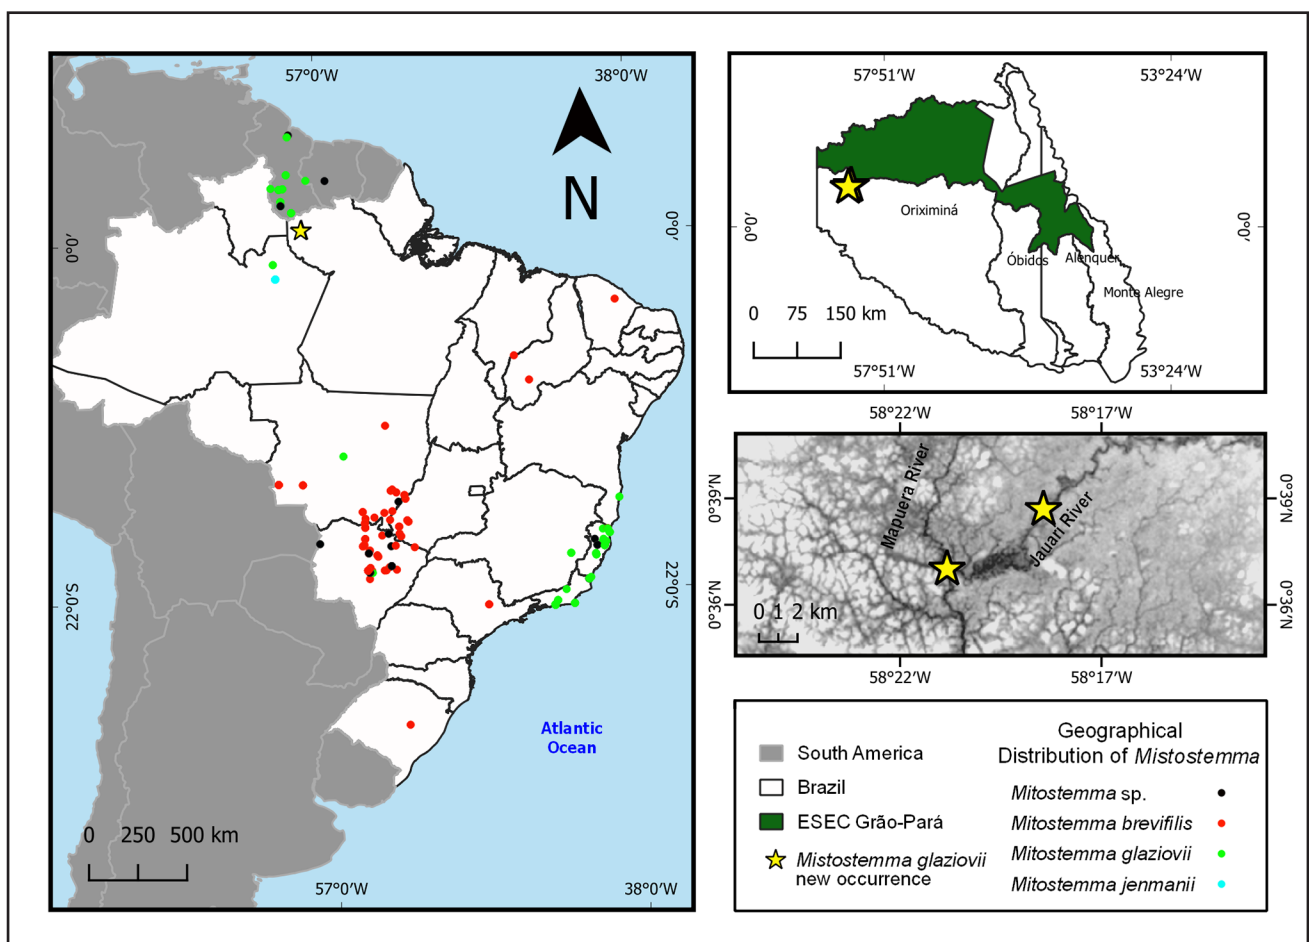 57°0′W
38°0′W
N
0°0′
0°0′
22°0′S
22°0′S
Atlantic
Ocean
0 250 500 km
57°0′W
38°0′W
57°51′W
53°24′W
0°0′
0°0′
Oriximiná
Óbidos
Alenquer
Monte Alegre
0 75 150 km
57°51′W
53°24′W
58°22′W
58°17′W
0°39′N
0°39′N
Mapuera River
Jauari River
0°36′N
0°36′N
0 1 2 km
58°22′W
58°17′W
South America
Brazil
ESEC Grão-Pará
Mistostemma glaziovii
new occurrence
Geographical
Distribution of Mistostemma
Mitostemma sp.
Mitostemma brevifilis
Mitostemma glaziovii
Mitostemma jenmanii